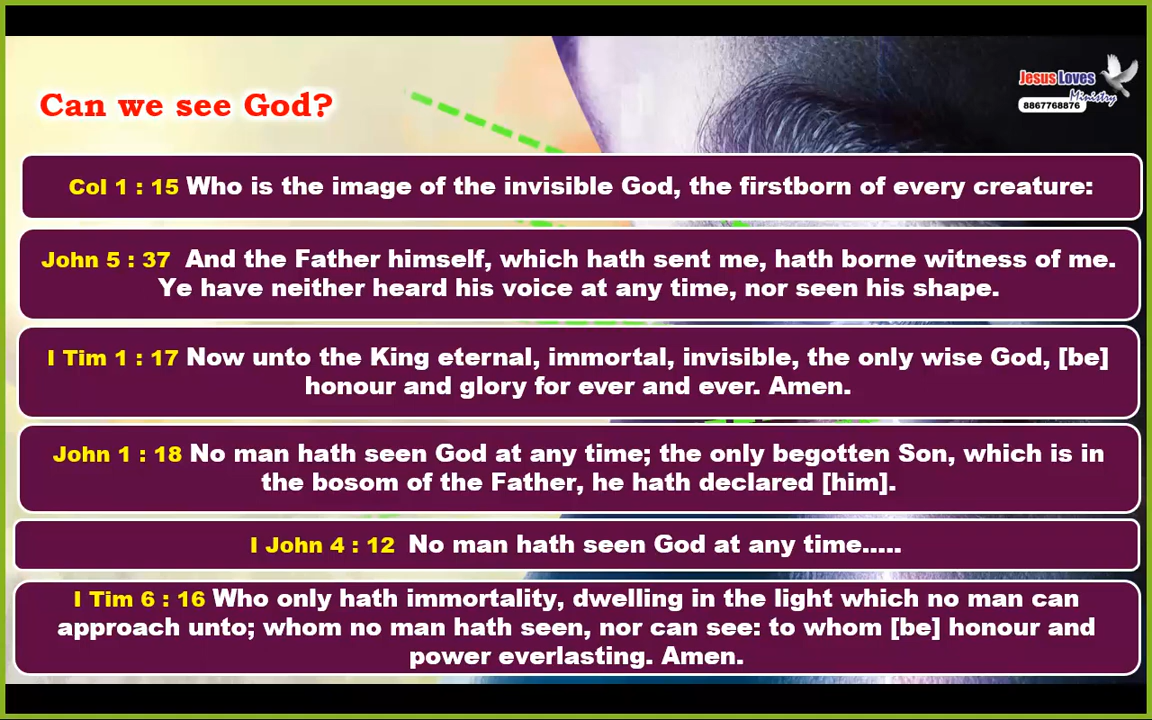 Can we see God?
Jesus Loves
Ministry
8867768876
Col 1 : 15 Who is the image of the invisible God, the firstborn of every creature:
John 5 : 37 And the Father himself, which hath sent me, hath borne witness of me.
Ye have neither heard his voice at any time, nor seen his shape.
I Tim 1 : 17 Now unto the King eternal, immortal, invisible, the only wise God, [be]
honour and glory for ever and ever. Amen.
John 1 : 18 No man hath seen God at any time; the only begotten Son, which is in
the bosom of the Father, he hath declared [him].
I John 4 : 12 No man hath seen God at any time.....
I Tim 6 : 16 Who only hath immortality, dwelling in the light which no man can
approach unto; whom no man hath seen, nor can see: to whom [be] honour and
power everlasting. Amen.